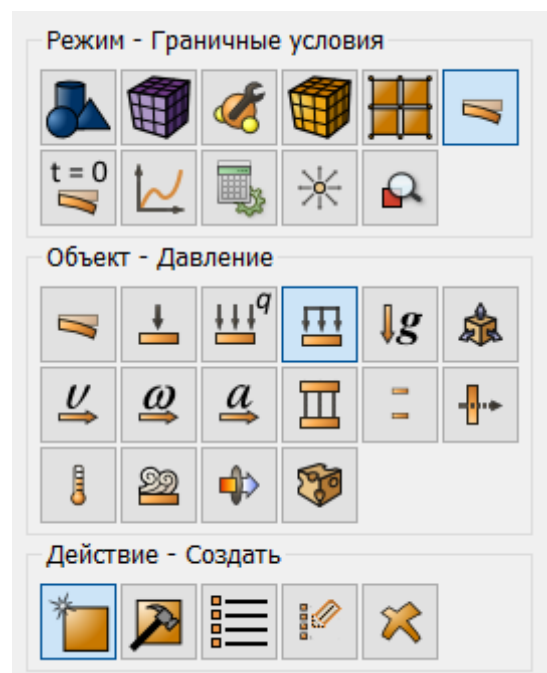 Режим - Граничные условия
t = 0
Объект - Давление
q
g
υ ω a
Действие - Создать